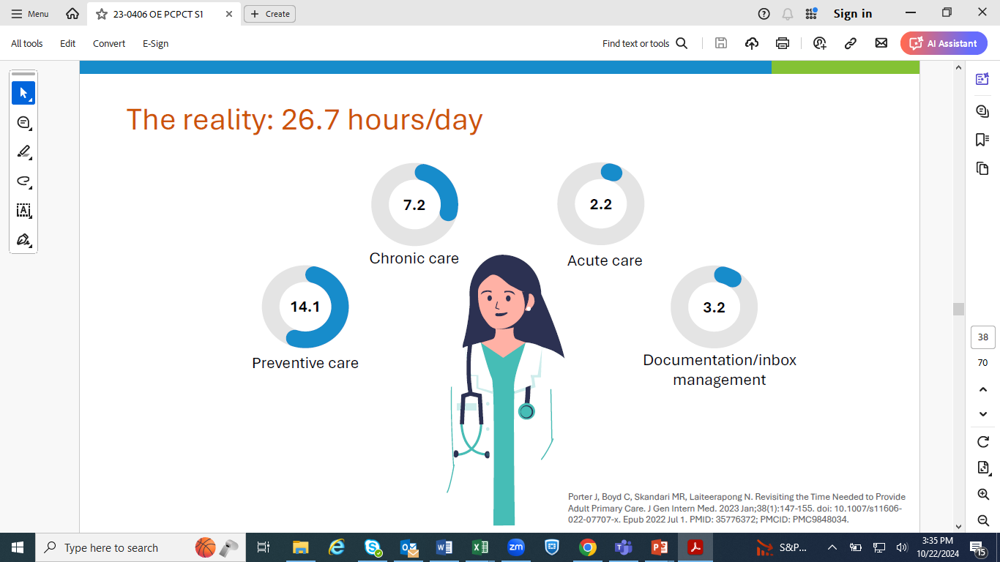 Menu
23-0406 OE PCPCT S1
Create
Sign in
All tools
Edit
Convert
E-Sign
Find text or tools
AI Assistant
The reality: 26.7 hours/day
7.2
Chronic care
2.2
Acute care
14.1
Preventive care
3.2
Documentation/inbox
management
Porter J, Boyd C, Skandari MR, Laiteerapong N. Revisiting the Time Needed to Provide
Adult Primary Care. J Gen Intern Med. 2023 Jan;38(1):147-155. doi: 10.1007/s11606-
022-07707-x. Epub 2022 Jul 1. PMID: 35776372; PMCID: PMC9848034.
38
70
Type here to search
zm
S&P...
3:35 PM
10/22/2024
15